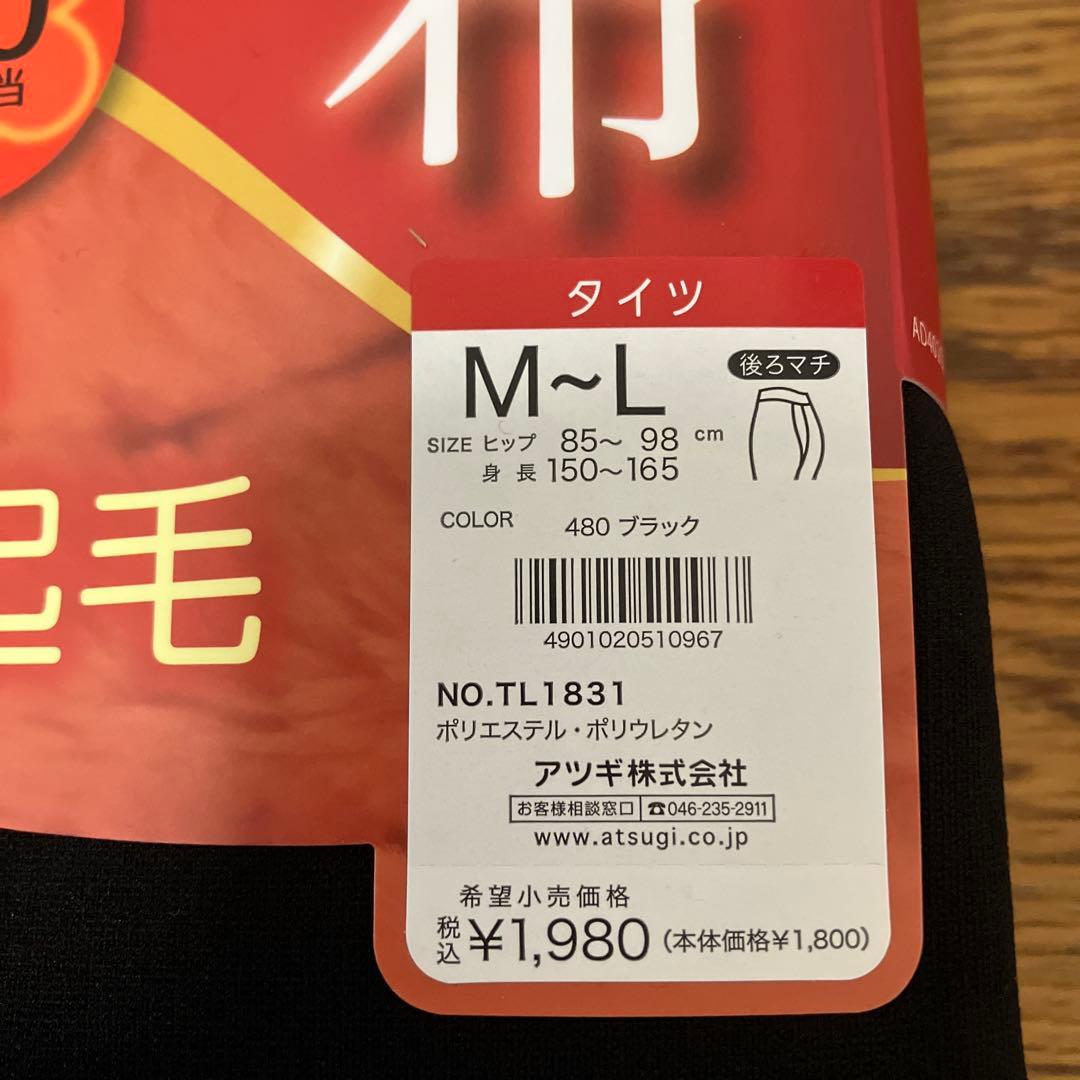 当
布
タイツ
M~L
後ろマチ
SIZE ヒップ 85~ 98 cm
身長 150~165
COLOR 480 ブラック
起毛
4901020510967
NO.TL1831
ポリエステル・ポリウレタン
アツギ株式会社
お客様相談窓口 ☎046-235-2911
www.atsugi.co.jp
希望小売価格
税込 ¥1,980 (本体価格¥1,800)